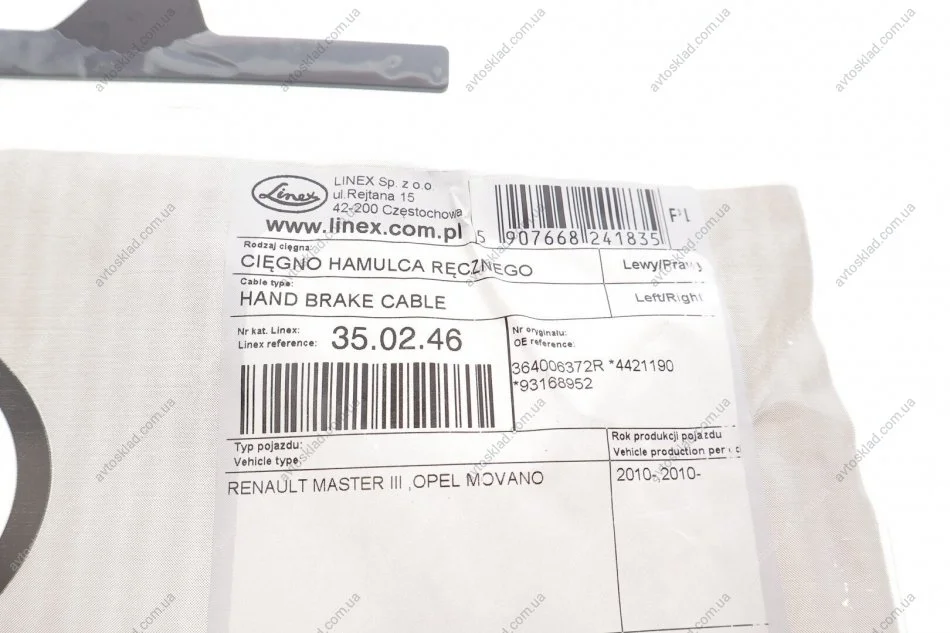 Linex
LINEX Sp. z o.o.
ul.Rejtana 15
42-200 Częstochowa
www.linex.com.pl
5 907668 241835
Rodzaj cięgna:
CIĘGNO HAMULCA RĘCZNEGO
Lewy/Prawy
Cable type:
HAND BRAKE CABLE
Left/Right
Nr kat. Linex:
Linex reference: 35.02.46
Nr oryginału:
OE reference:
364006372R *4421190
*93168952
Typ pojazdu:
Vehicle type:
Rok produkcji pojazdu
Vehicle production
RENAULT MASTER III ,OPEL MOVANO
2010-,2010-
avtosklad.com.ua